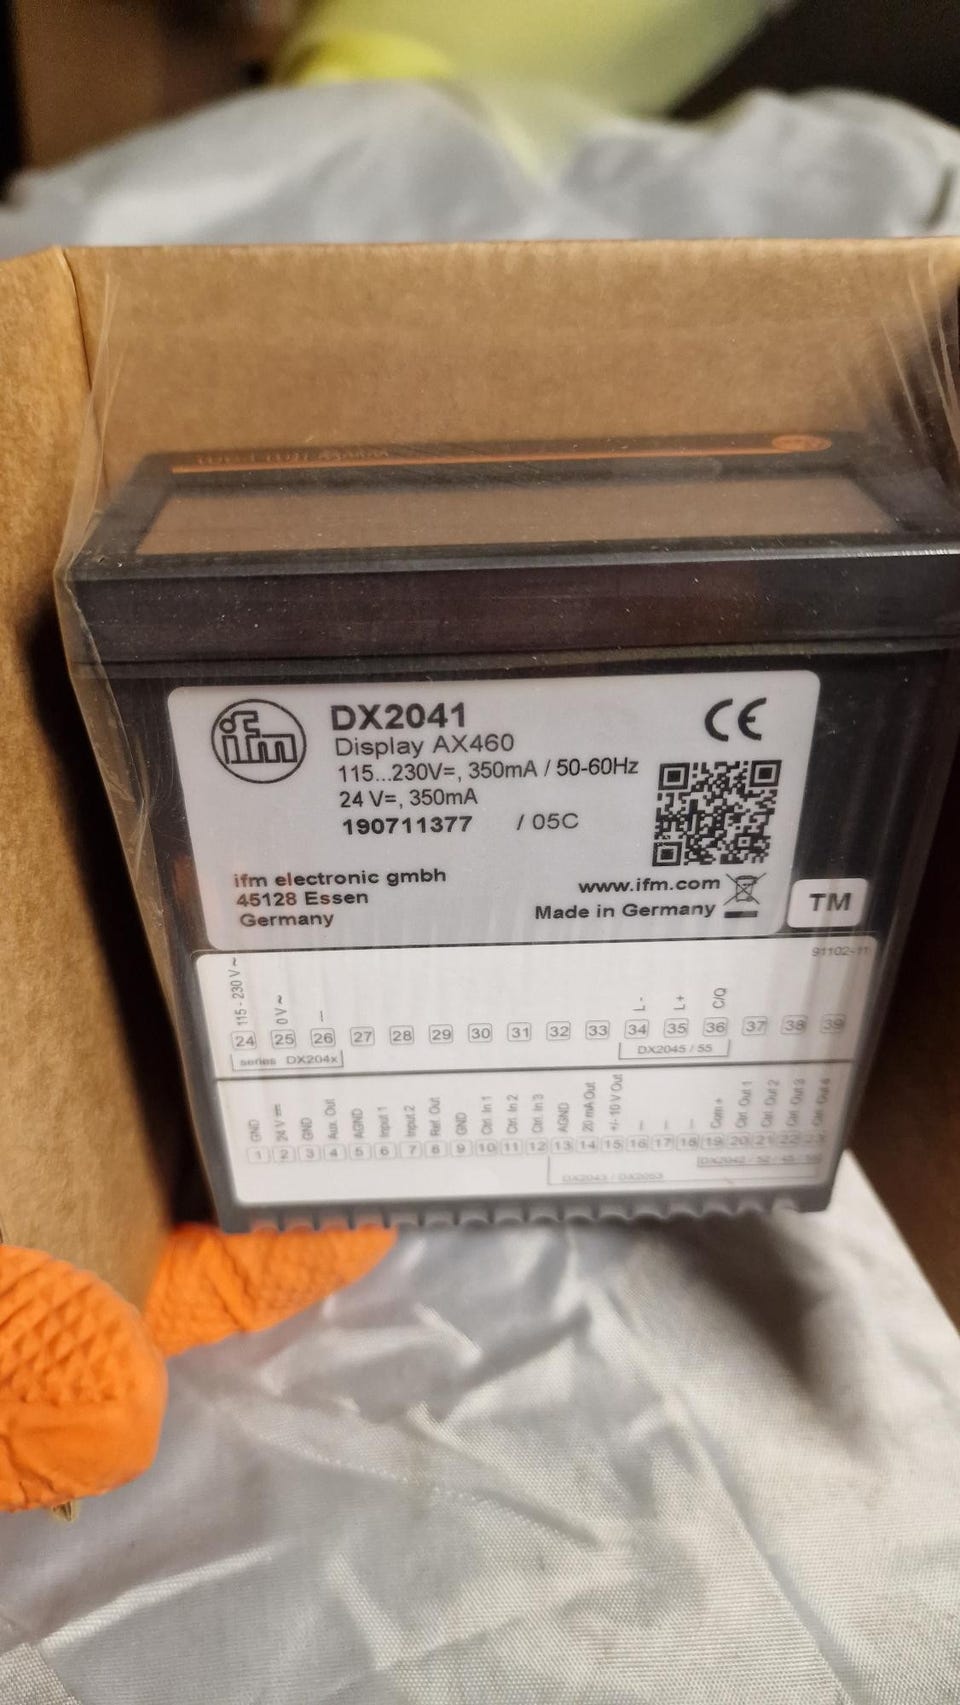 ifm
DX2041
CE
Display AX460
115...230V=, 350mA / 50-60Hz
24 V=, 350mA
190711377 / 05C
ifm electronic gmbh
45128 Essen
Germany
www.ifm.com
Made in Germany
TM
91102-11
115 - 230 V ~
0V ~
—
L -
L+
C/Q
24 25 26 27 28 29 30 31 32 33 34 35 36 37 38 39
series DX204x
DX2045 / 55
GND
24 V
GND
Aux. Out
AGND
Input 1
Input 2
Ref. Out
GND
Ctrl. In 1
Ctrl. In 2
Ctrl. In 3
AGND
20 mA Out
+/- 10 V Out
—
—
—
Com +
Ctrl. Out 1
Ctrl. Out 2
Ctrl. Out 3
Ctrl. Out 4
1 2 3 4 5 6 7 8 9 10 11 12 13 14 15 16 17 18 19 20 21 22 23
DX2043 / DX2053